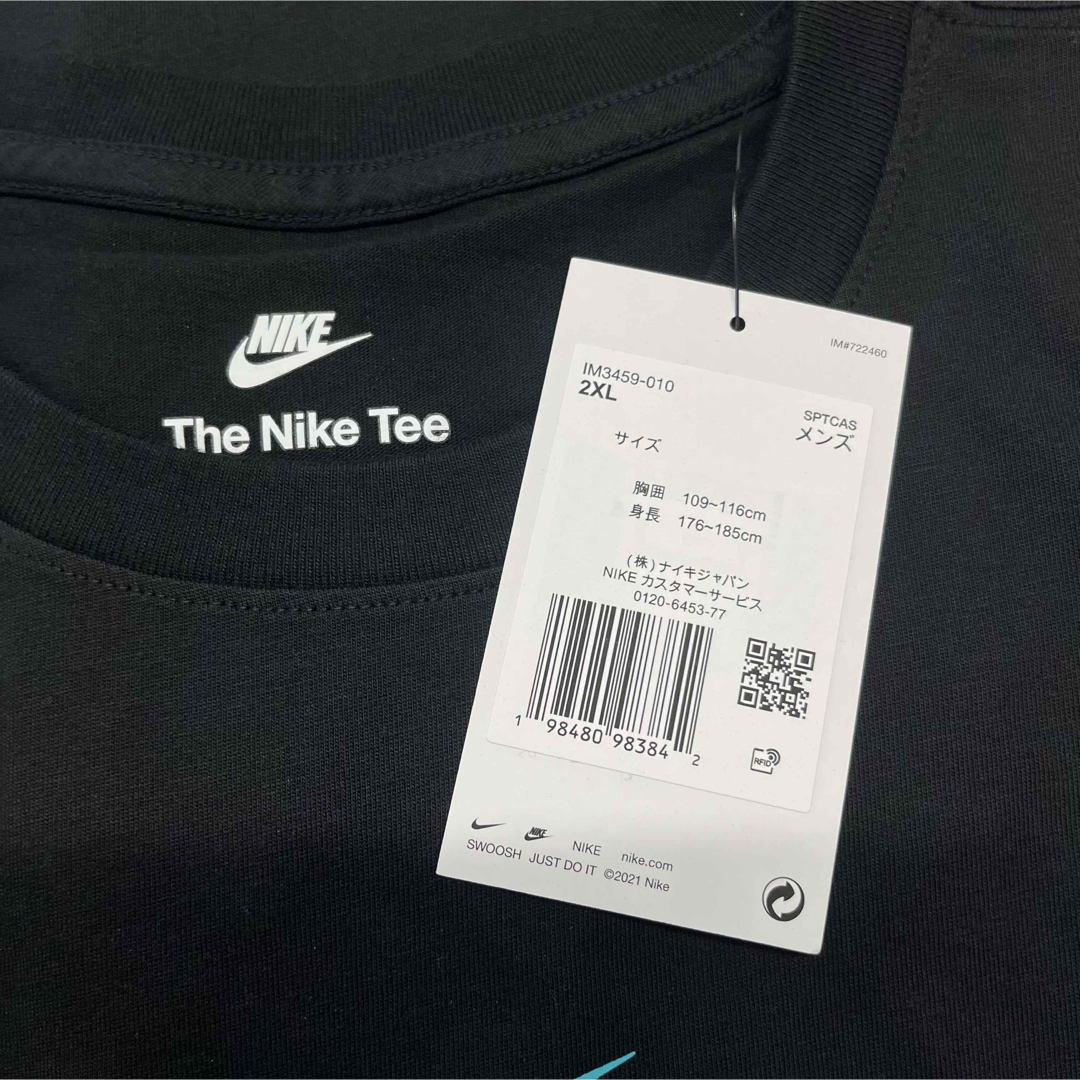 NIKE
The Nike Tee
IM#722460
IM3459-010
2XL
SPTCAS
メンズ
サイズ
胸囲 109~116cm
身長 176~185cm
(株)ナイキジャパン
NIKE カスタマーサービス
0120-6453-77
1 98480 98384 2
RFID
NIKE
NIKE nike.com
SWOOSH JUST DO IT ©2021 Nike